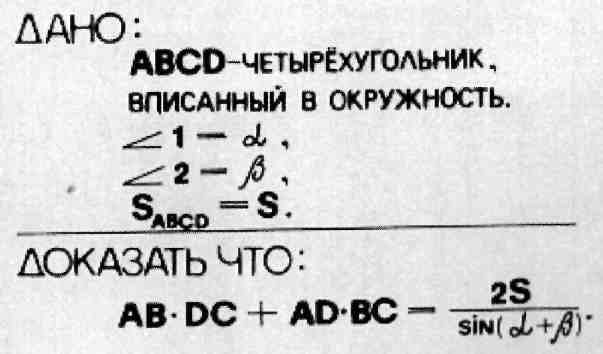 ДАНО:
ABCD-ЧЕТЫРЁХУГОЛЬНИК,
ВПИСАННЫЙ В ОКРУЖНОСТЬ.
∠1 — α,
∠2 — β,
S_ABCD = S.
ДОКАЗАТЬ ЧТО:
AB·DC + AD·BC = 2S / SIN(α+β).